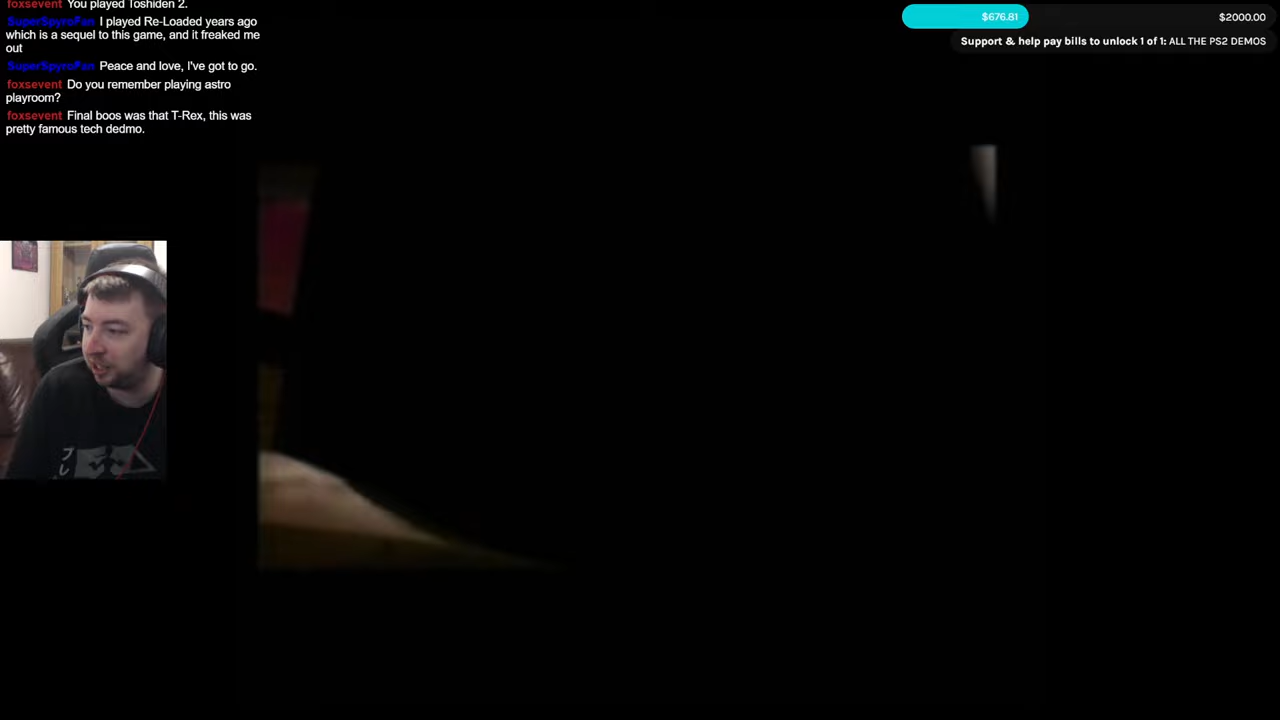 foxsevent You played Toshiden 2.
SuperSpyroFan I played Re-Loaded years ago
which is a sequel to this game, and it freaked me
out
SuperSpyroFan Peace and love, I've got to go.
foxsevent Do you remember playing astro
playroom?
foxsevent Final boos was that T-Rex, this was
pretty famous tech dedmo.
$676.81
$2000.00
Support & help pay bills to unlock 1 of 1: ALL THE PS2 DEMOS